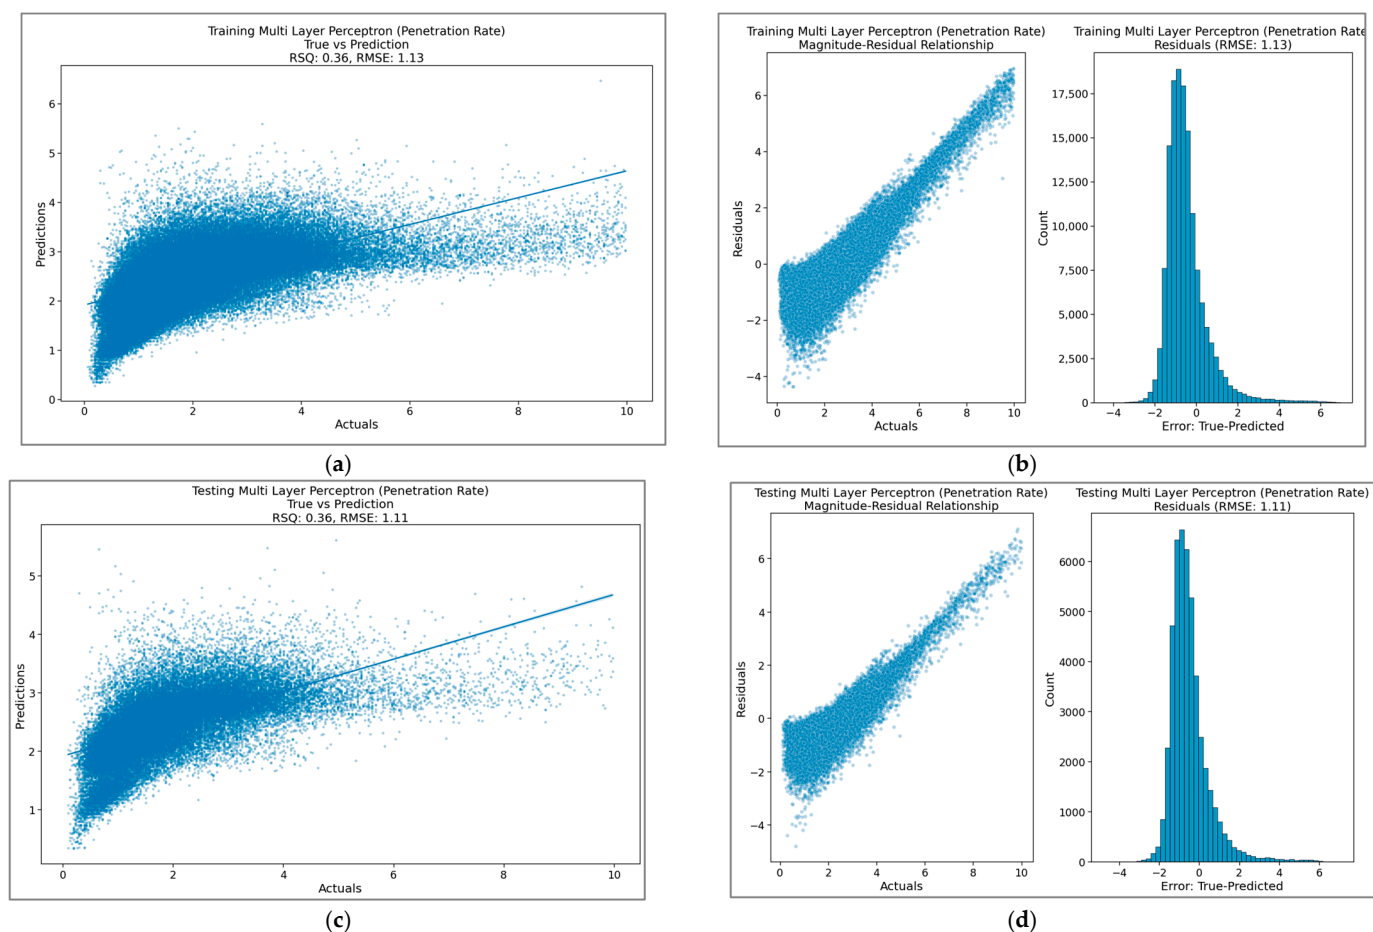 Training Multi Layer Perceptron (Penetration Rate)
True vs Prediction
RSQ: 0.36, RMSE: 1.13
Predictions
6
5
4
3
2
1
0
0 2 4 6 8 10
Actuals
(a)
Training Multi Layer Perceptron (Penetration Rate)
Magnitude-Residual Relationship
Residuals
6
4
2
0
−2
−4
0 2 4 6 8 10
Actuals
Training Multi Layer Perceptron (Penetration Rate
Residuals (RMSE: 1.13)
Count
17,500
15,000
12,500
10,000
7,500
5,000
2,500
0
−4 −2 0 2 4 6
Error: True-Predicted
(b)
Testing Multi Layer Perceptron (Penetration Rate)
True vs Prediction
RSQ: 0.36, RMSE: 1.11
Predictions
5
4
3
2
1
0 2 4 6 8 10
Actuals
(c)
Testing Multi Layer Perceptron (Penetration Rate)
Magnitude-Residual Relationship
Residuals
6
4
2
0
−2
−4
0 2 4 6 8 10
Actuals
Testing Multi Layer Perceptron (Penetration Rate)
Residuals (RMSE: 1.11)
Count
6000
5000
4000
3000
2000
1000
0
−4 −2 0 2 4 6
Error: True-Predicted
(d)